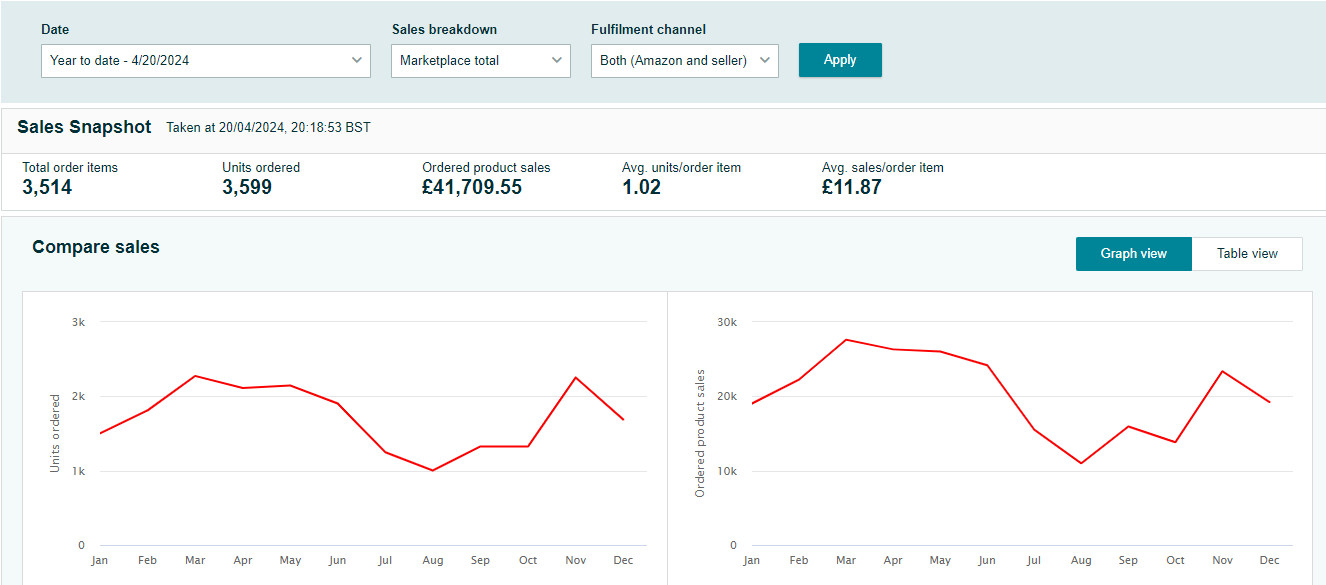 Date
Sales breakdown
Fulfilment channel
Year to date - 4/20/2024
Marketplace total
Both (Amazon and seller)
Apply
Sales Snapshot
Taken at 20/04/2024, 20:18:53 BST
Total order items
Units ordered
Ordered product sales
Avg. units/order item
Avg. sales/order item
3,514
3,599
£41,709.55
1.02
£11.87
Compare sales
Graph view
Table view
Units ordered
3k
2k
1k
0
Jan Feb Mar Apr May Jun Jul Aug Sep Oct Nov Dec
Ordered product sales
30k
20k
10k
0
Jan Feb Mar Apr May Jun Jul Aug Sep Oct Nov Dec